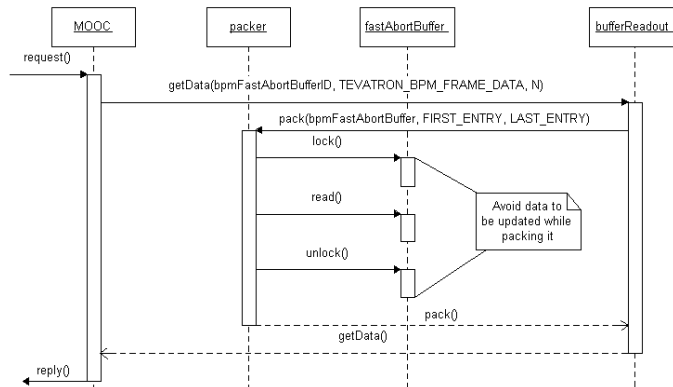 MOOC
packer
fastAbortBuffer
bufferReadout
request()
getData(bpmFastAbortBufferID, TEVATRON_BPM_FRAME_DATA, N)
pack(bpmFastAbortBuffer, FIRST_ENTRY, LAST_ENTRY)
lock()
read()
Avoid data to
be updated while
packing it
unlock()
pack()
getData()
reply()